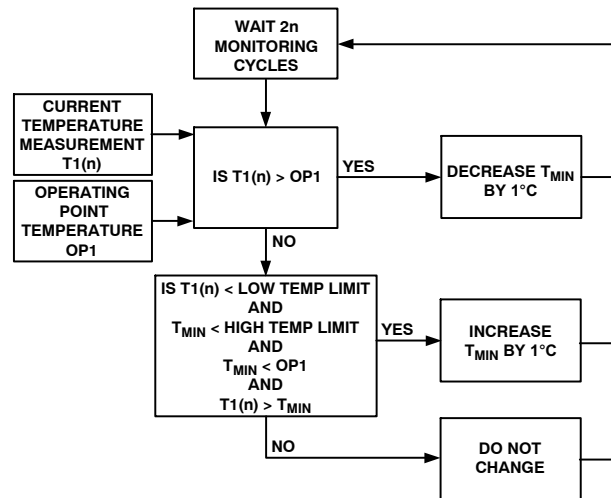 WAIT 2n
MONITORING
CYCLES
CURRENT
TEMPERATURE
MEASUREMENT
T1(n)
IS T1(n) > OP1
YES
DECREASE TMIN
BY 1°C
OPERATING
POINT
TEMPERATURE
OP1
NO
IS T1(n) < LOW TEMP LIMIT
AND
TMIN < HIGH TEMP LIMIT
AND
TMIN < OP1
AND
T1(n) > TMIN
YES
INCREASE
TMIN BY 1°C
NO
DO NOT
CHANGE